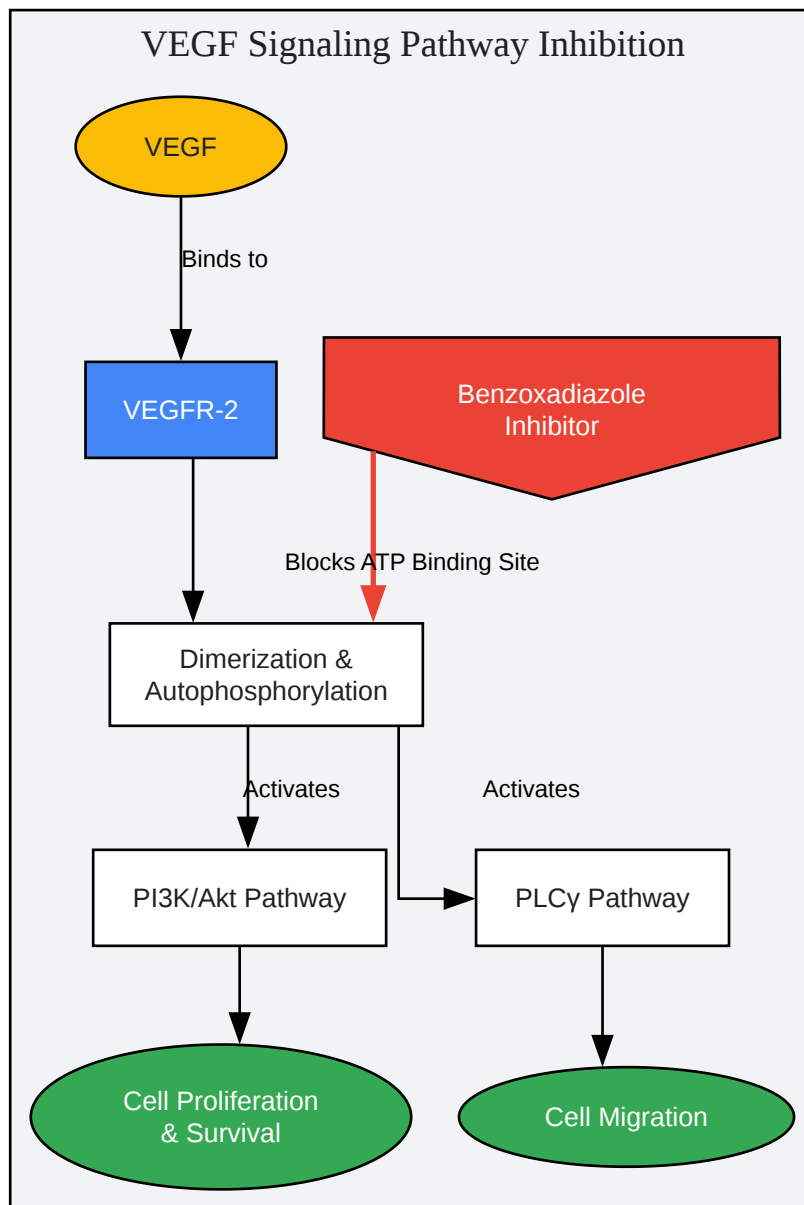 VEGF Signaling Pathway Inhibition
VEGF
Binds to
VEGFR-2
Benzoxadiazole
Inhibitor
Blocks ATP Binding Site
Dimerization &
Autophosphorylation
Activates
Activates
PI3K/Akt Pathway
PLCγ Pathway
Cell Proliferation
& Survival
Cell Migration